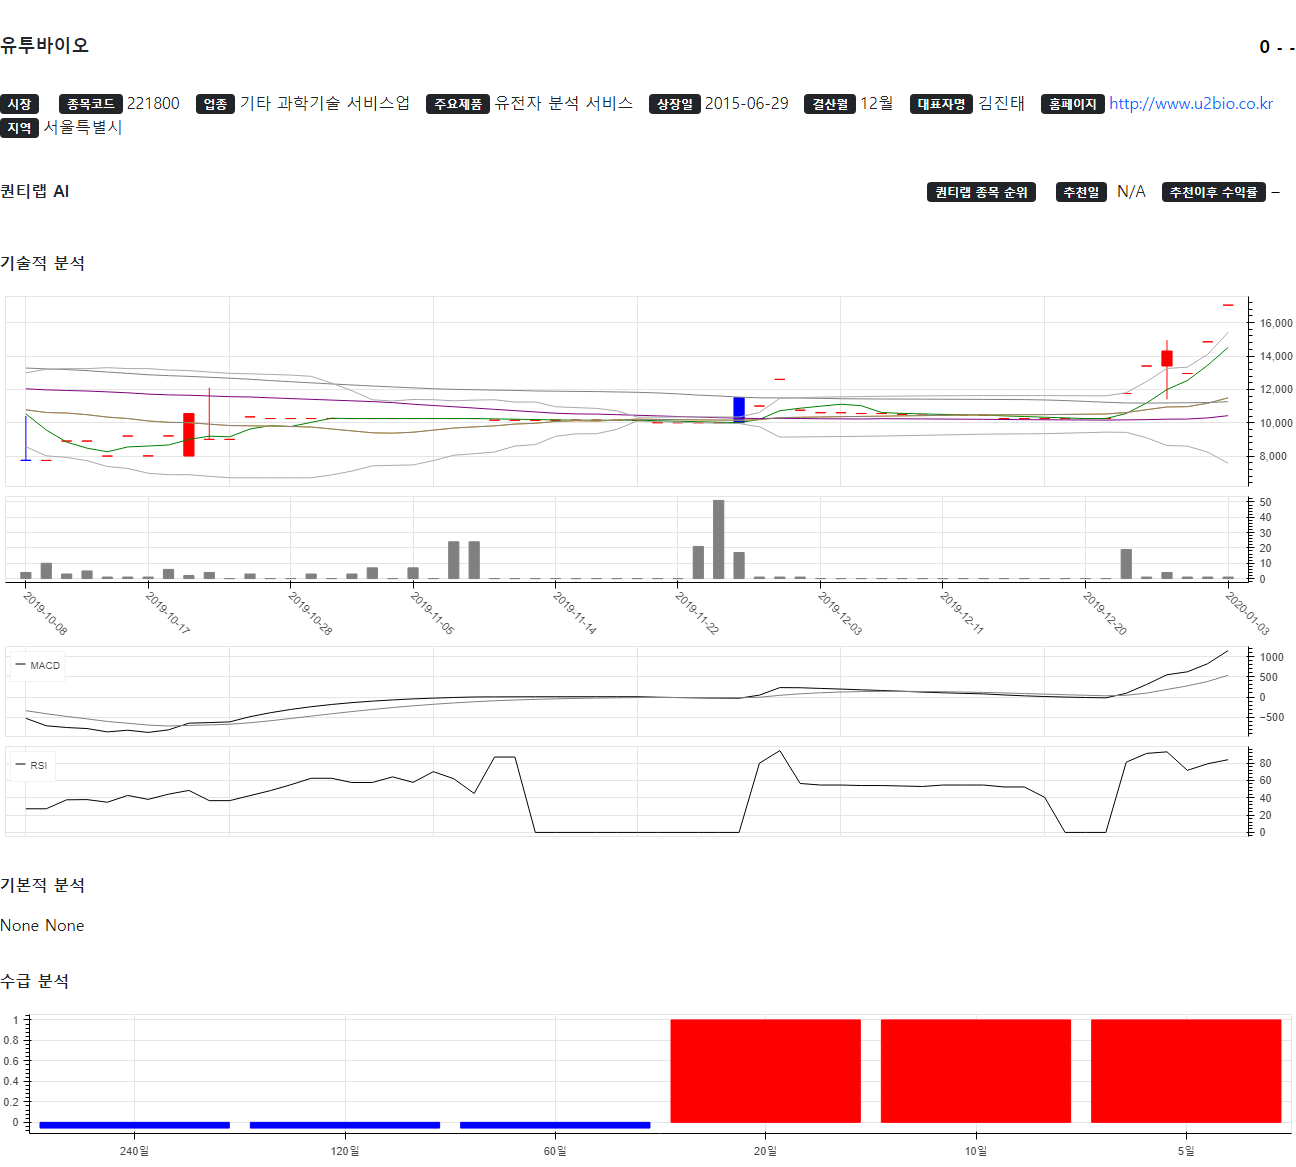 유투바이오 0 - -
시장 종목코드 221800 업종 기타 과학기술 서비스업 주요제품 유전자 분석 서비스 상장일 2015-06-29 결산월 12월 대표자명 김진태 홈페이지 http://www.u2bio.co.kr
지역 서울특별시
퀀티랩 AI 퀀티랩 종목 순위 추천일 N/A 추천이후 수익률 –
기술적 분석
16,000
14,000
12,000
10,000
8,000
50
40
30
20
10
0
2019-10-08 2019-10-17 2019-10-28 2019-11-05 2019-11-14 2019-11-22 2019-12-03 2019-12-11 2019-12-20 2020-01-03
MACD
1000
500
0
−500
RSI
80
60
40
20
0
기본적 분석
None None
수급 분석
1
0.8
0.6
0.4
0.2
0
240일 120일 60일 20일 10일 5일